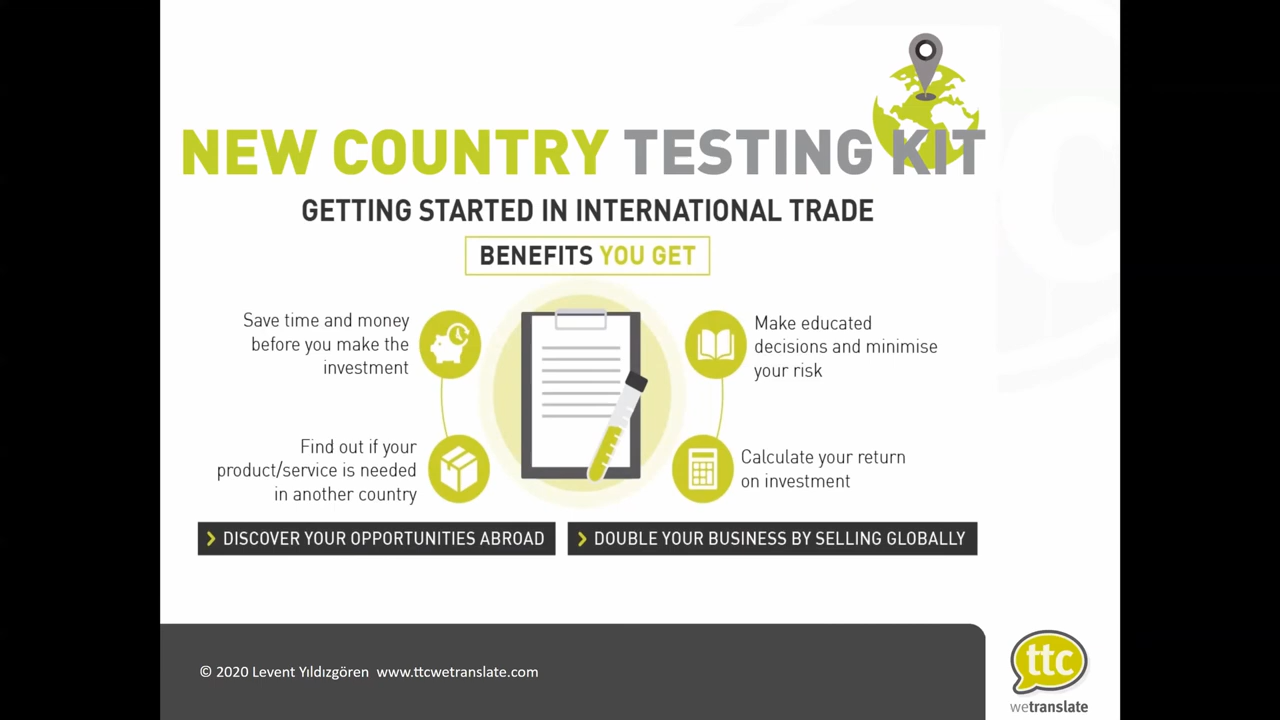 NEW COUNTRY TESTING KIT
GETTING STARTED IN INTERNATIONAL TRADE
BENEFITS YOU GET
Save time and money
before you make the
investment
Make educated
decisions and minimise
your risk
Find out if your
product/service is needed
in another country
Calculate your return
on investment
> DISCOVER YOUR OPPORTUNITIES ABROAD
> DOUBLE YOUR BUSINESS BY SELLING GLOBALLY
© 2020 Levent Yıldızgören www.ttcwetranslate.com
ttc
wetranslate